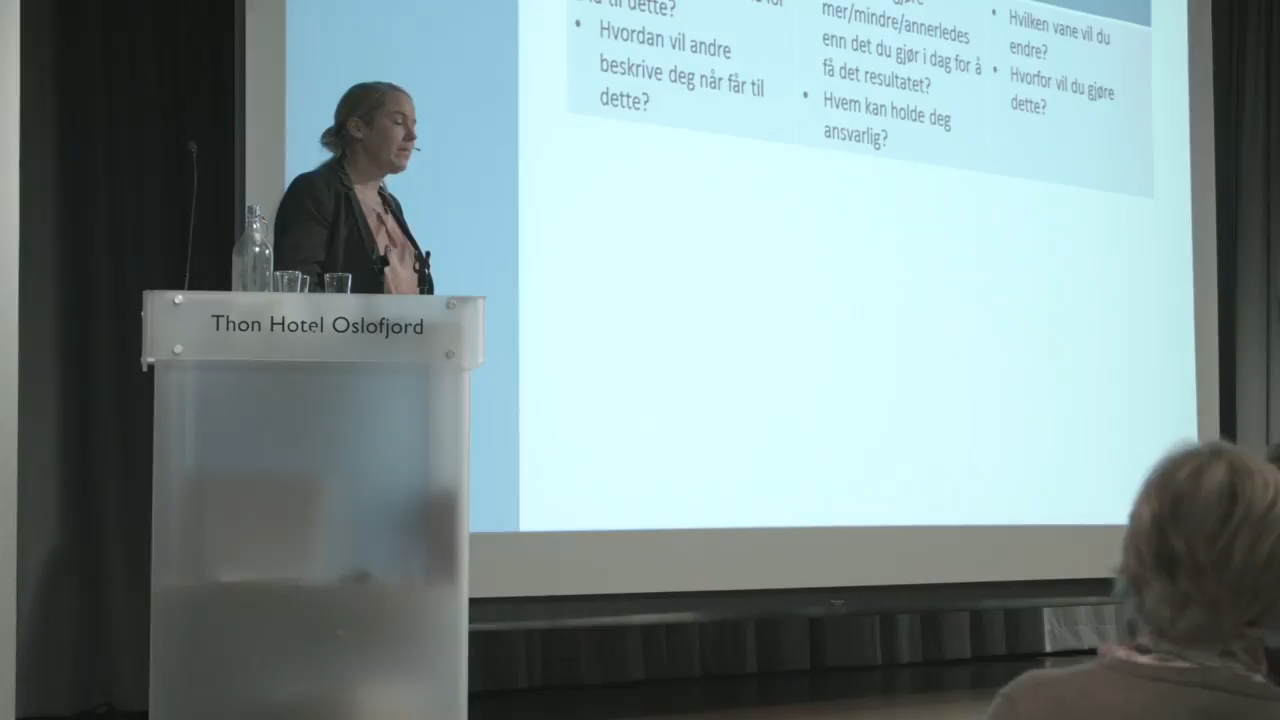 til dette?
• Hvordan vil andre
beskrive deg når får til
dette?
mer/mindre/annerledes
enn det du gjør i dag for å
få det resultatet?
• Hvem kan holde deg
ansvarlig?
• Hvilken vane vil du
endre?
• Hvorfor vil du gjøre
dette?
Thon Hotel Oslofjord